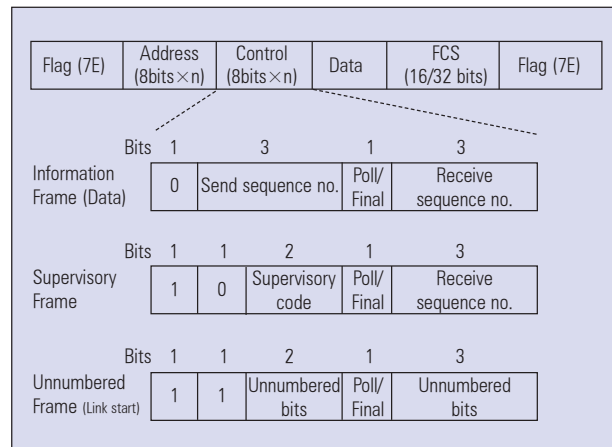 Flag (7E) Address (8bits×n) Control (8bits×n) Data FCS (16/32 bits) Flag (7E)
Bits 1 3 1 3
Information Frame (Data) 0 Send sequence no. Poll/ Final Receive sequence no.
Bits 1 1 2 1 3
Supervisory Frame 1 0 Supervisory code Poll/ Final Receive sequence no.
Bits 1 1 2 1 3
Unnumbered Frame (Link start) 1 1 Unnumbered bits Poll/ Final Unnumbered bits